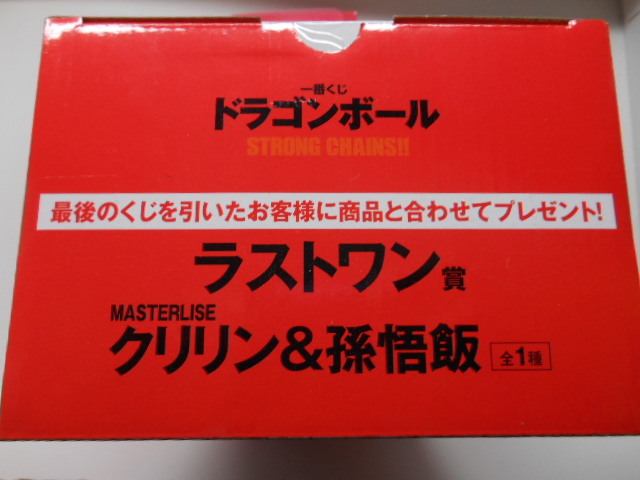 一番くじ
ドラゴンボール
STRONG CHAINS!!
最後のくじを引いたお客様に商品と合わせてプレゼント!
ラストワン賞
MASTERLISE
クリリン&孫悟飯 全1種